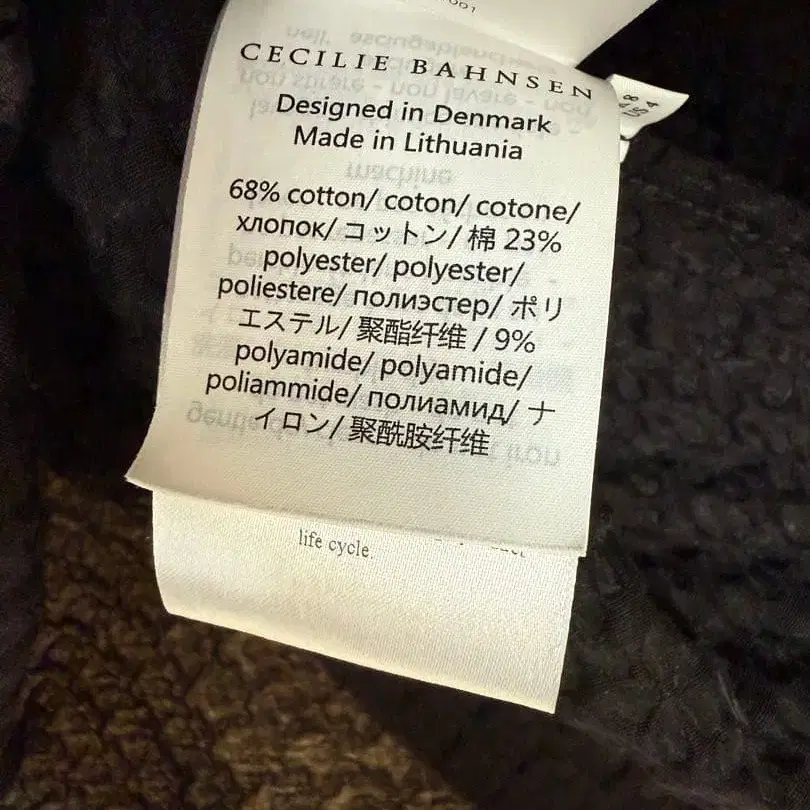 CECILIE BAHNSEN
Designed in Denmark
Made in Lithuania
68% cotton/ coton/ cotone/
хлопок/ コットン/ 棉 23%
polyester/ polyester/
poliestere/ полиэстер/ ポリ
エステル/ 聚酯纤维 / 9%
polyamide/ polyamide/
poliammide/ полиамид/ ナ
イロン/ 聚酰胺纤维
life cycle.